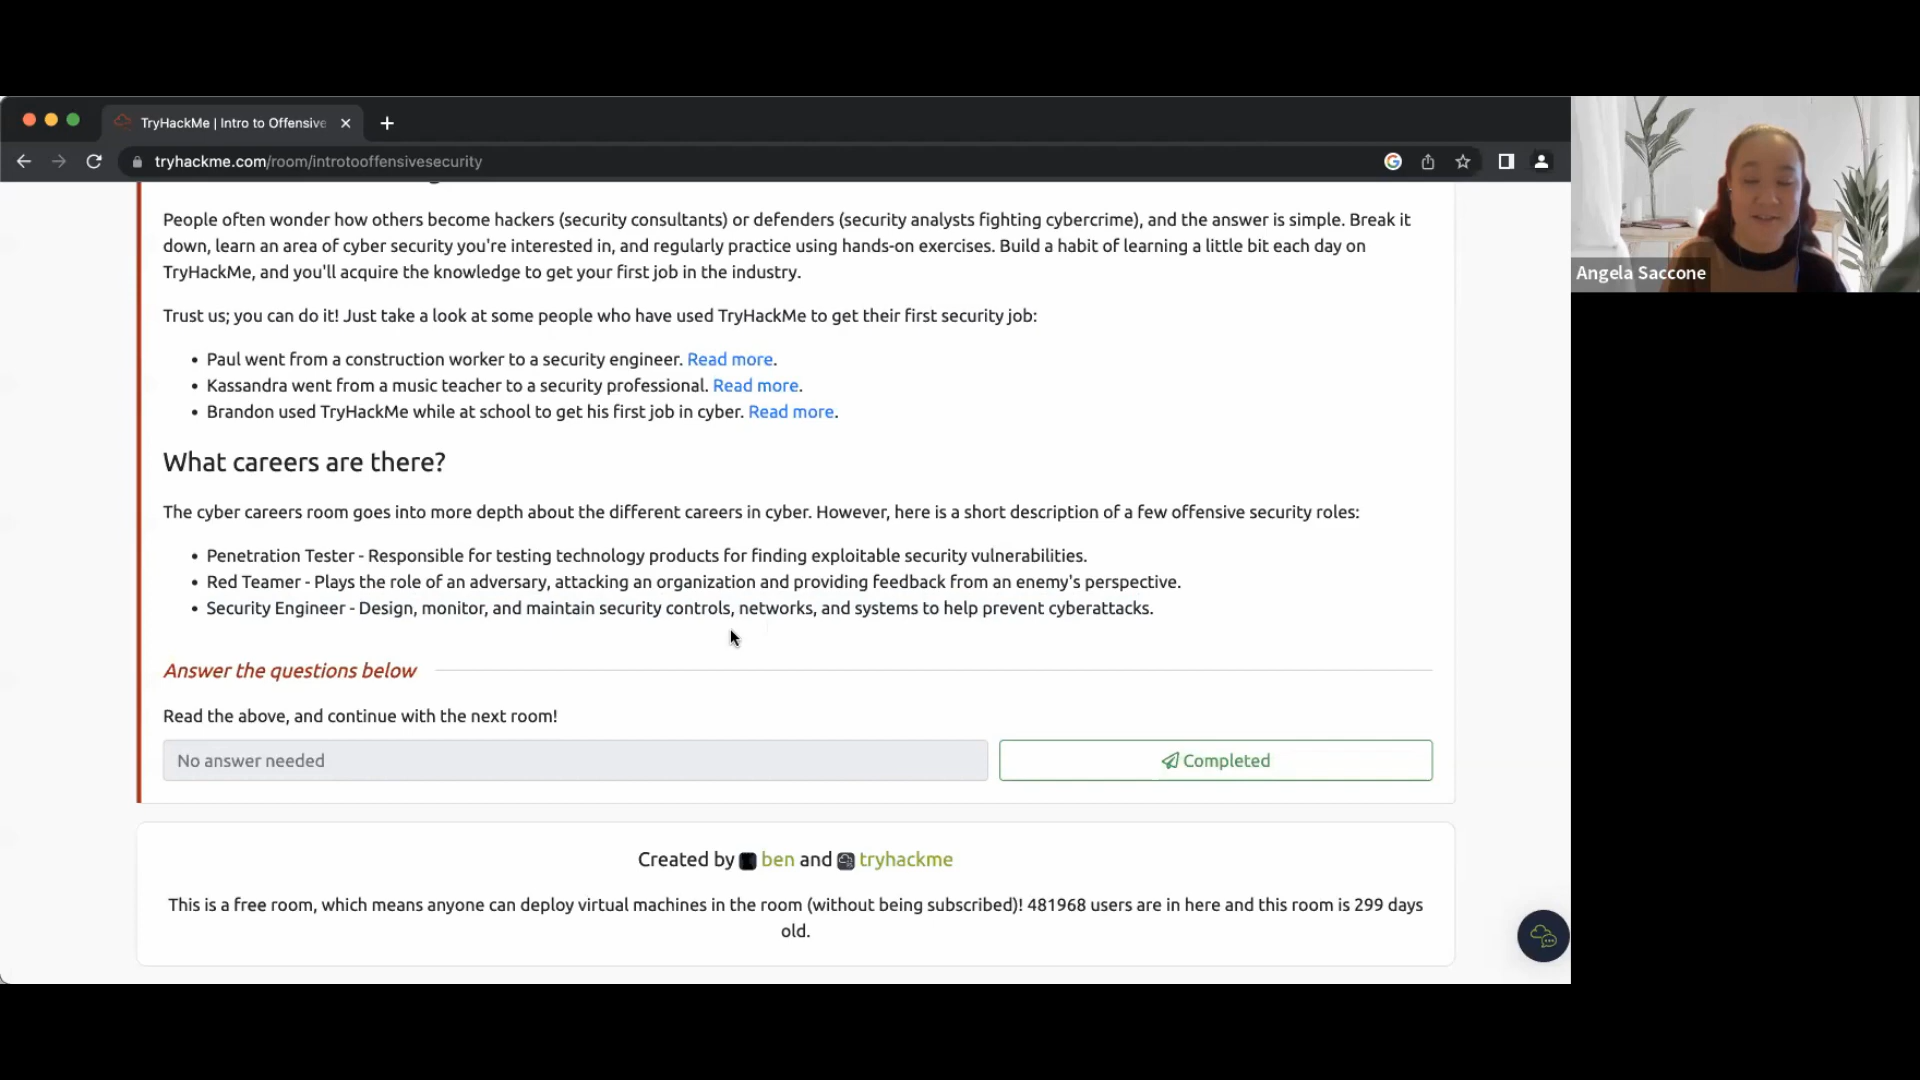 TryHackMe | Intro to Offensive
tryhackme.com/room/introtooffensivesecurity
People often wonder how others become hackers (security consultants) or defenders (security analysts fighting cybercrime), and the answer is simple. Break it
down, learn an area of cyber security you're interested in, and regularly practice using hands-on exercises. Build a habit of learning a little bit each day on
TryHackMe, and you'll acquire the knowledge to get your first job in the industry.
Angela Saccone
Trust us; you can do it! Just take a look at some people who have used TryHackMe to get their first security job:
• Paul went from a construction worker to a security engineer. Read more.
• Kassandra went from a music teacher to a security professional. Read more.
• Brandon used TryHackMe while at school to get his first job in cyber. Read more.
What careers are there?
The cyber careers room goes into more depth about the different careers in cyber. However, here is a short description of a few offensive security roles:
• Penetration Tester - Responsible for testing technology products for finding exploitable security vulnerabilities.
• Red Teamer - Plays the role of an adversary, attacking an organization and providing feedback from an enemy's perspective.
• Security Engineer - Design, monitor, and maintain security controls, networks, and systems to help prevent cyberattacks.
Answer the questions below
Read the above, and continue with the next room!
No answer needed
Completed
Created by ben and tryhackme
This is a free room, which means anyone can deploy virtual machines in the room (without being subscribed)! 481968 users are in here and this room is 299 days
old.